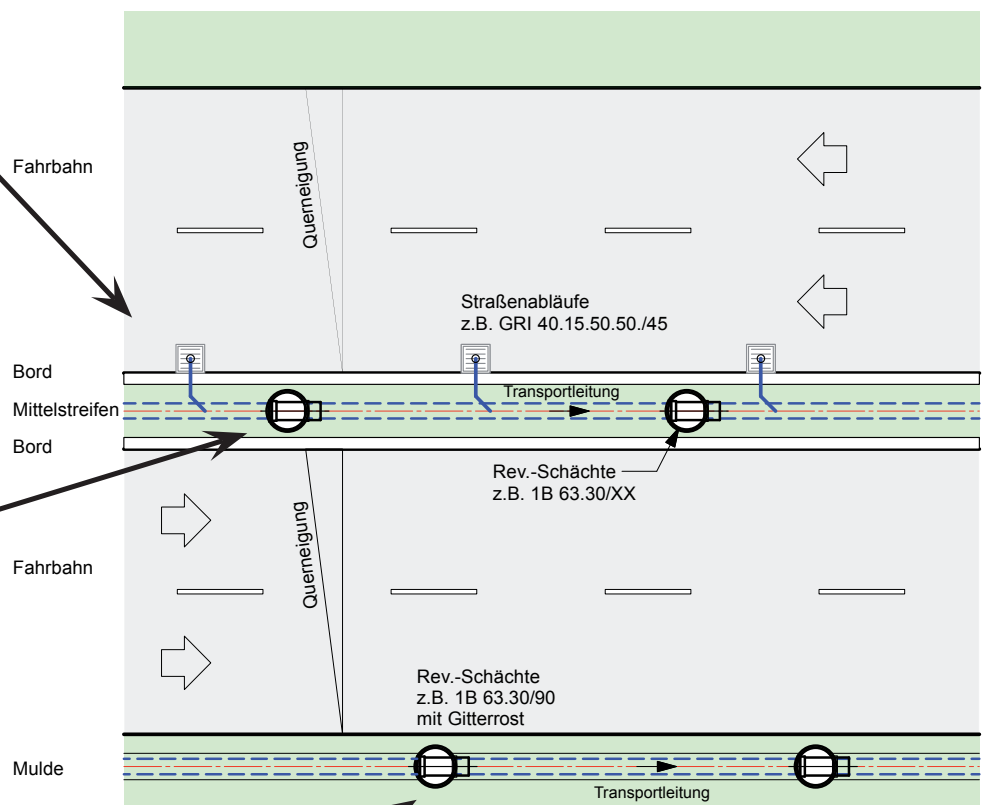 Fahrbahn
Querneigung
Straßenabläufe
z.B. GRI 40.15.50.50./45
Bord
Mittelstreifen
Transportleitung
Bord
Rev.-Schächte
z.B. 1B 63.30/XX
Fahrbahn
Querneigung
Rev.-Schächte
z.B. 1B 63.30/90
mit Gitterrost
Mulde
Transportleitung